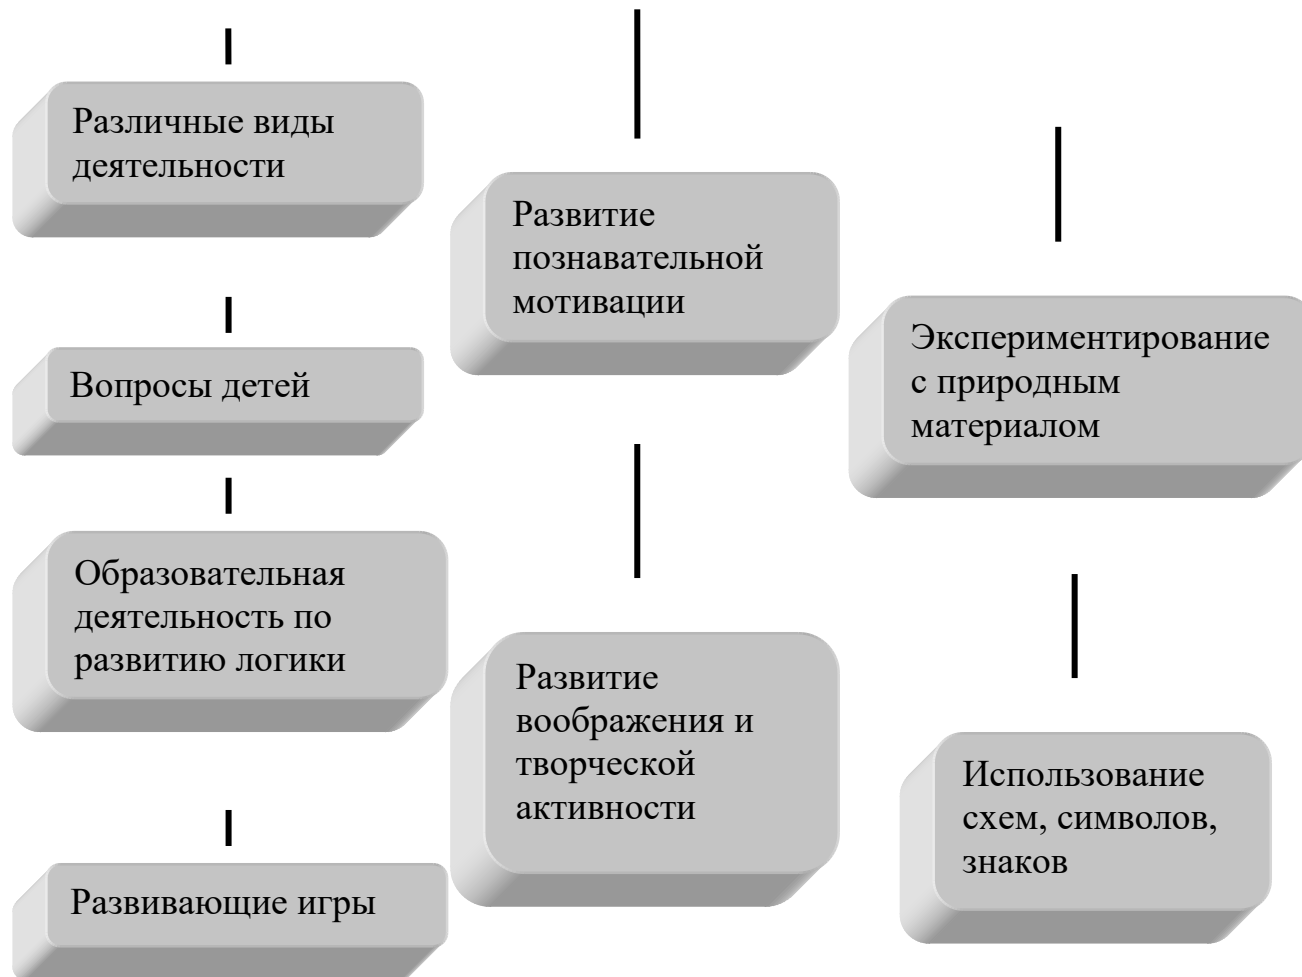 Различные виды
деятельности
Вопросы детей
Образовательная
деятельность по
развитию логики
Развивающие игры
Развитие
познавательной
мотивации
Развитие
воображения и
творческой
активности
Экспериментирование
с природным
материалом
Использование
схем, символов,
знаков